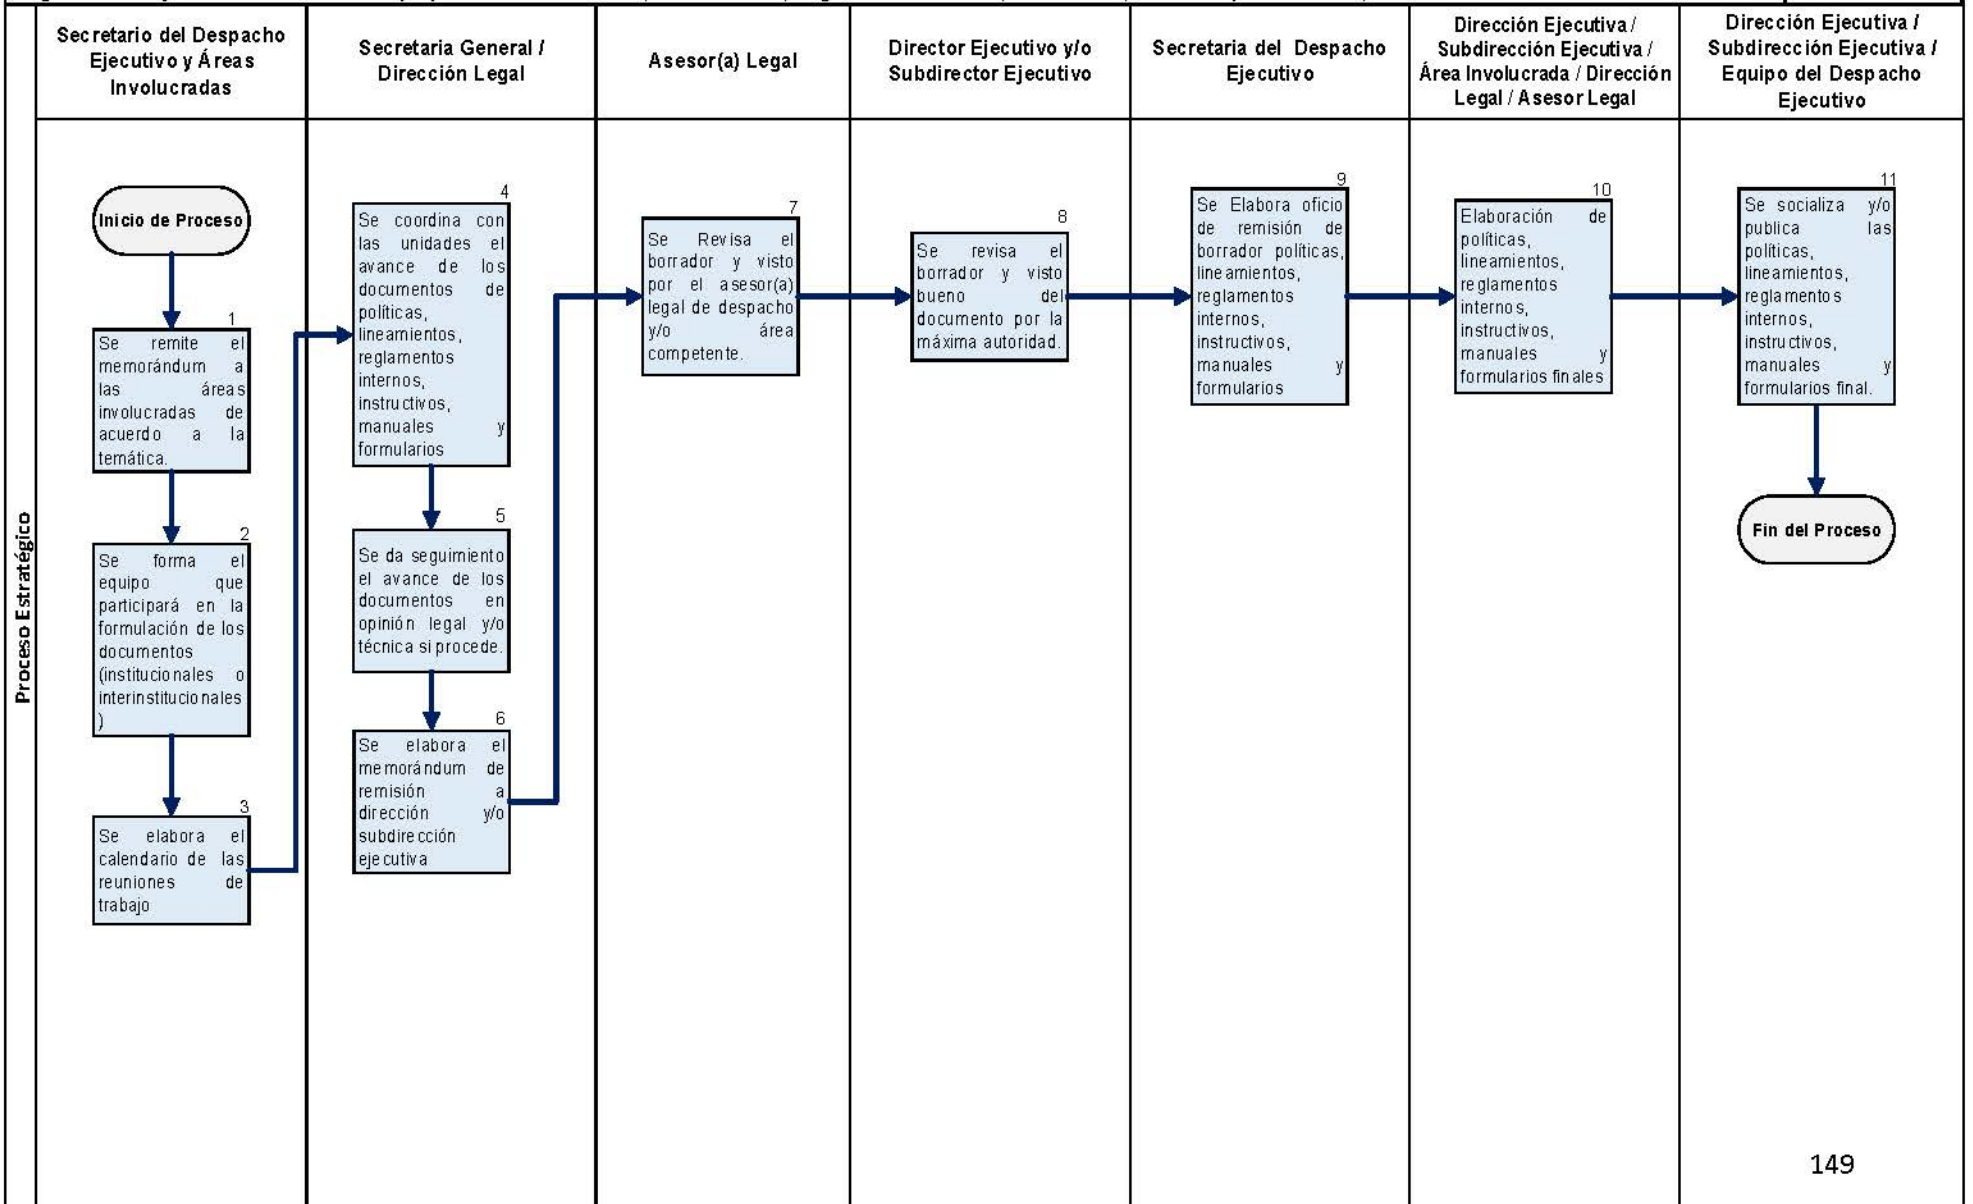 Secretario del Despacho
Ejecutivo y Áreas
Involucradas
Secretaria General /
Dirección Legal
Asesor(a) Legal
Director Ejecutivo y/o
Subdirector Ejecutivo
Secretaria del Despacho
Ejecutivo
Dirección Ejecutiva /
Subdirección Ejecutiva /
Área Involucrada / Dirección
Legal / Asesor Legal
Dirección Ejecutiva /
Subdirección Ejecutiva /
Equipo del Despacho
Ejecutivo
Proceso Estratégico
Inicio de Proceso
1
Se remite el
memorándum a
las áreas
involucradas de
acuerdo a la
temática.
2
Se forma el
equipo que
participará en la
formulación de los
documentos
(institucionales o
interinstitucionales
)
3
Se elabora el
calendario de las
reuniones de
trabajo
4
Se coordina con
las unidades el
avance de los
documentos de
políticas,
lineamientos,
reglamentos
internos,
instructivos,
manuales y
formularios
5
Se da seguimiento
el avance de los
documentos en
opinión legal y/o
técnica si procede.
6
Se elabora el
memorándum de
remisión a
dirección y/o
subdirección
ejecutiva
7
Se Revisa el
borrador y visto
por el asesor(a)
legal de despacho
y/o área
competente.
8
Se revisa el
borrador y visto
bueno del
documento por la
máxima autoridad.
9
Se Elabora oficio
de remisión de
borrador políticas,
lineamientos,
reglamentos
internos,
instructivos,
manuales y
formularios
10
Elaboración de
políticas,
lineamientos,
reglamentos
internos,
instructivos,
manuales y
formularios finales
11
Se socializa y/o
publica las
políticas,
lineamientos,
reglamentos
internos,
instructivos,
manuales y
formularios final.
Fin del Proceso
149